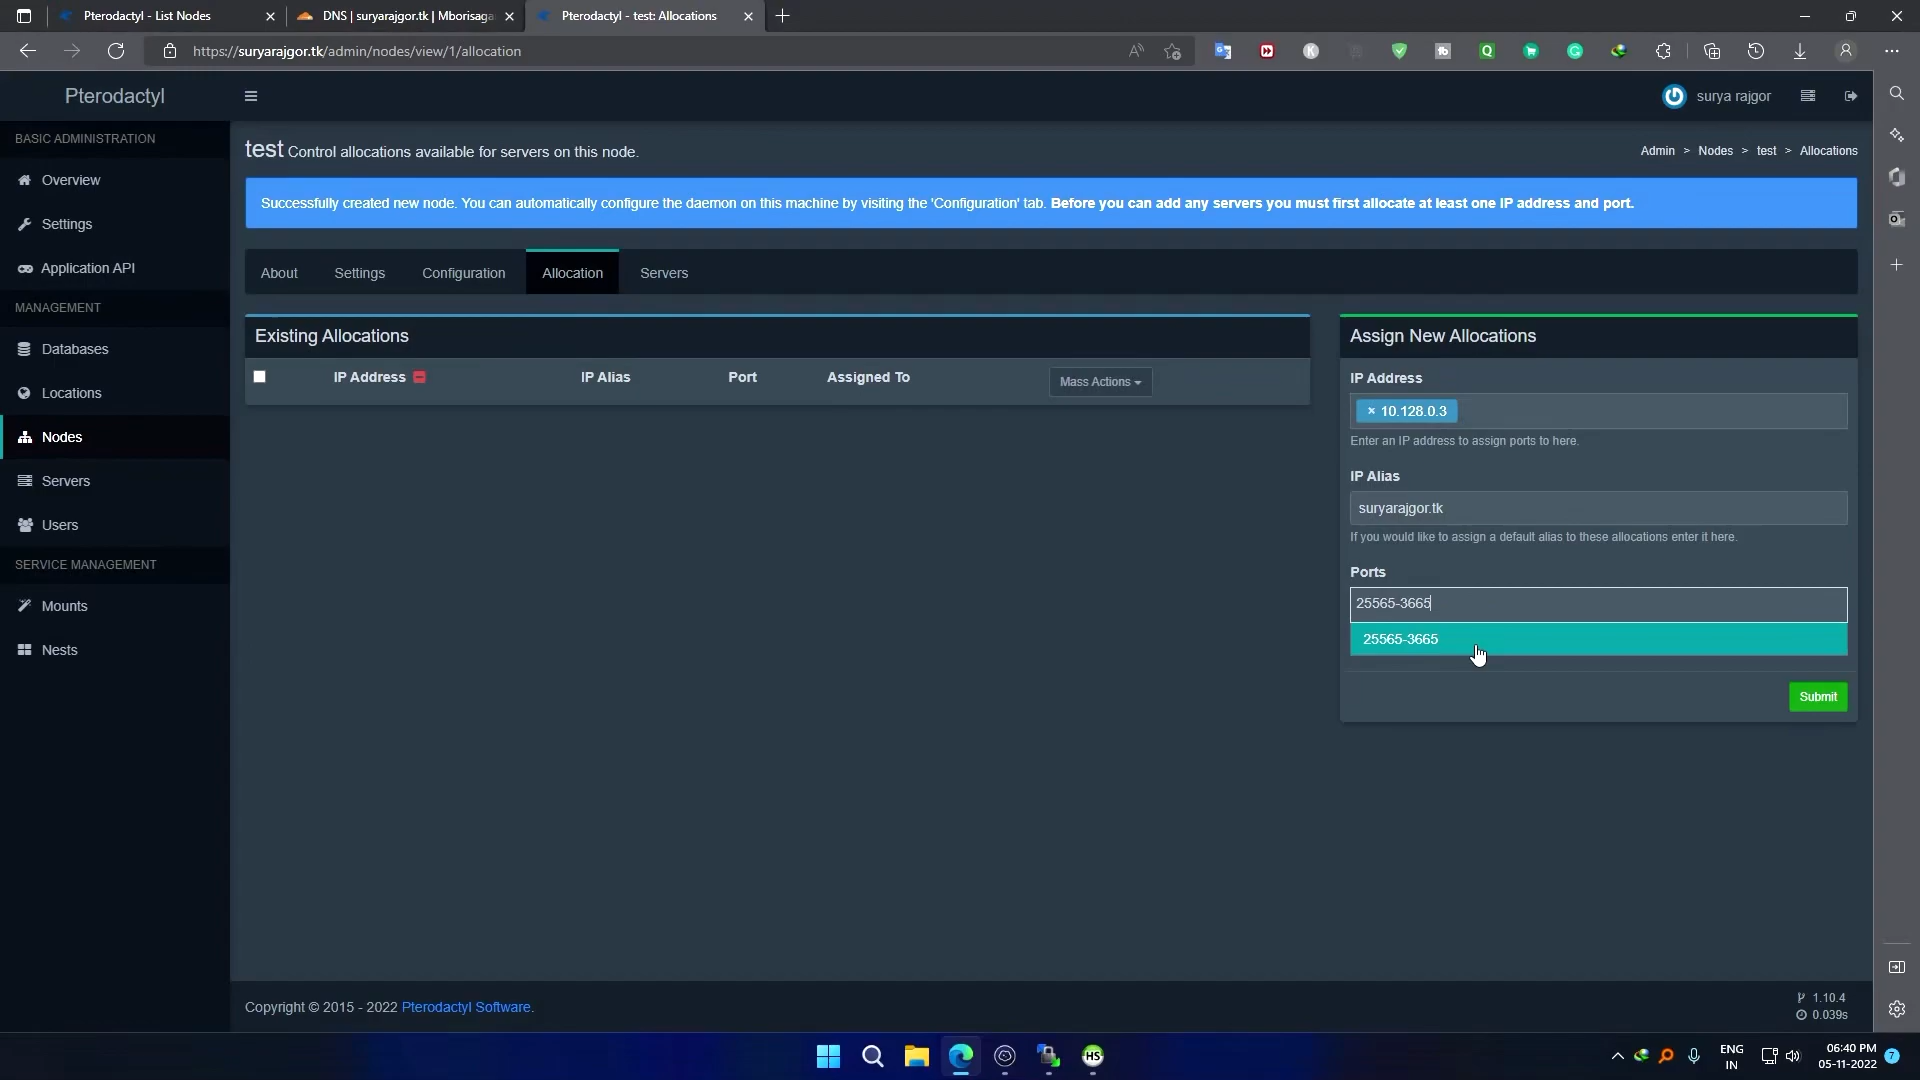 Pterodactyl - List Nodes
DNS | suryarajgor.tk | Mborisaga
Pterodactyl - test: Allocations
https://suryarajgor.tk/admin/nodes/view/1/allocation
Pterodactyl
surya rajgor
BASIC ADMINISTRATION
Overview
Settings
Application API
MANAGEMENT
Databases
Locations
Nodes
Servers
Users
SERVICE MANAGEMENT
Mounts
Nests
test Control allocations available for servers on this node.
Admin > Nodes > test > Allocations
Successfully created new node. You can automatically configure the daemon on this machine by visiting the 'Configuration' tab. Before you can add any servers you must first allocate at least one IP address and port.
About
Settings
Configuration
Allocation
Servers
Existing Allocations
IP Address
IP Alias
Port
Assigned To
Mass Actions
Assign New Allocations
IP Address
× 10.128.0.3
Enter an IP address to assign ports to here.
IP Alias
suryarajgor.tk
If you would like to assign a default alias to these allocations enter it here.
Ports
25565-3665
25565-3665
Submit
Copyright © 2015 - 2022 Pterodactyl Software.
1.10.4
0.039s
HS
ENG
IN
06:40 PM
05-11-2022
7